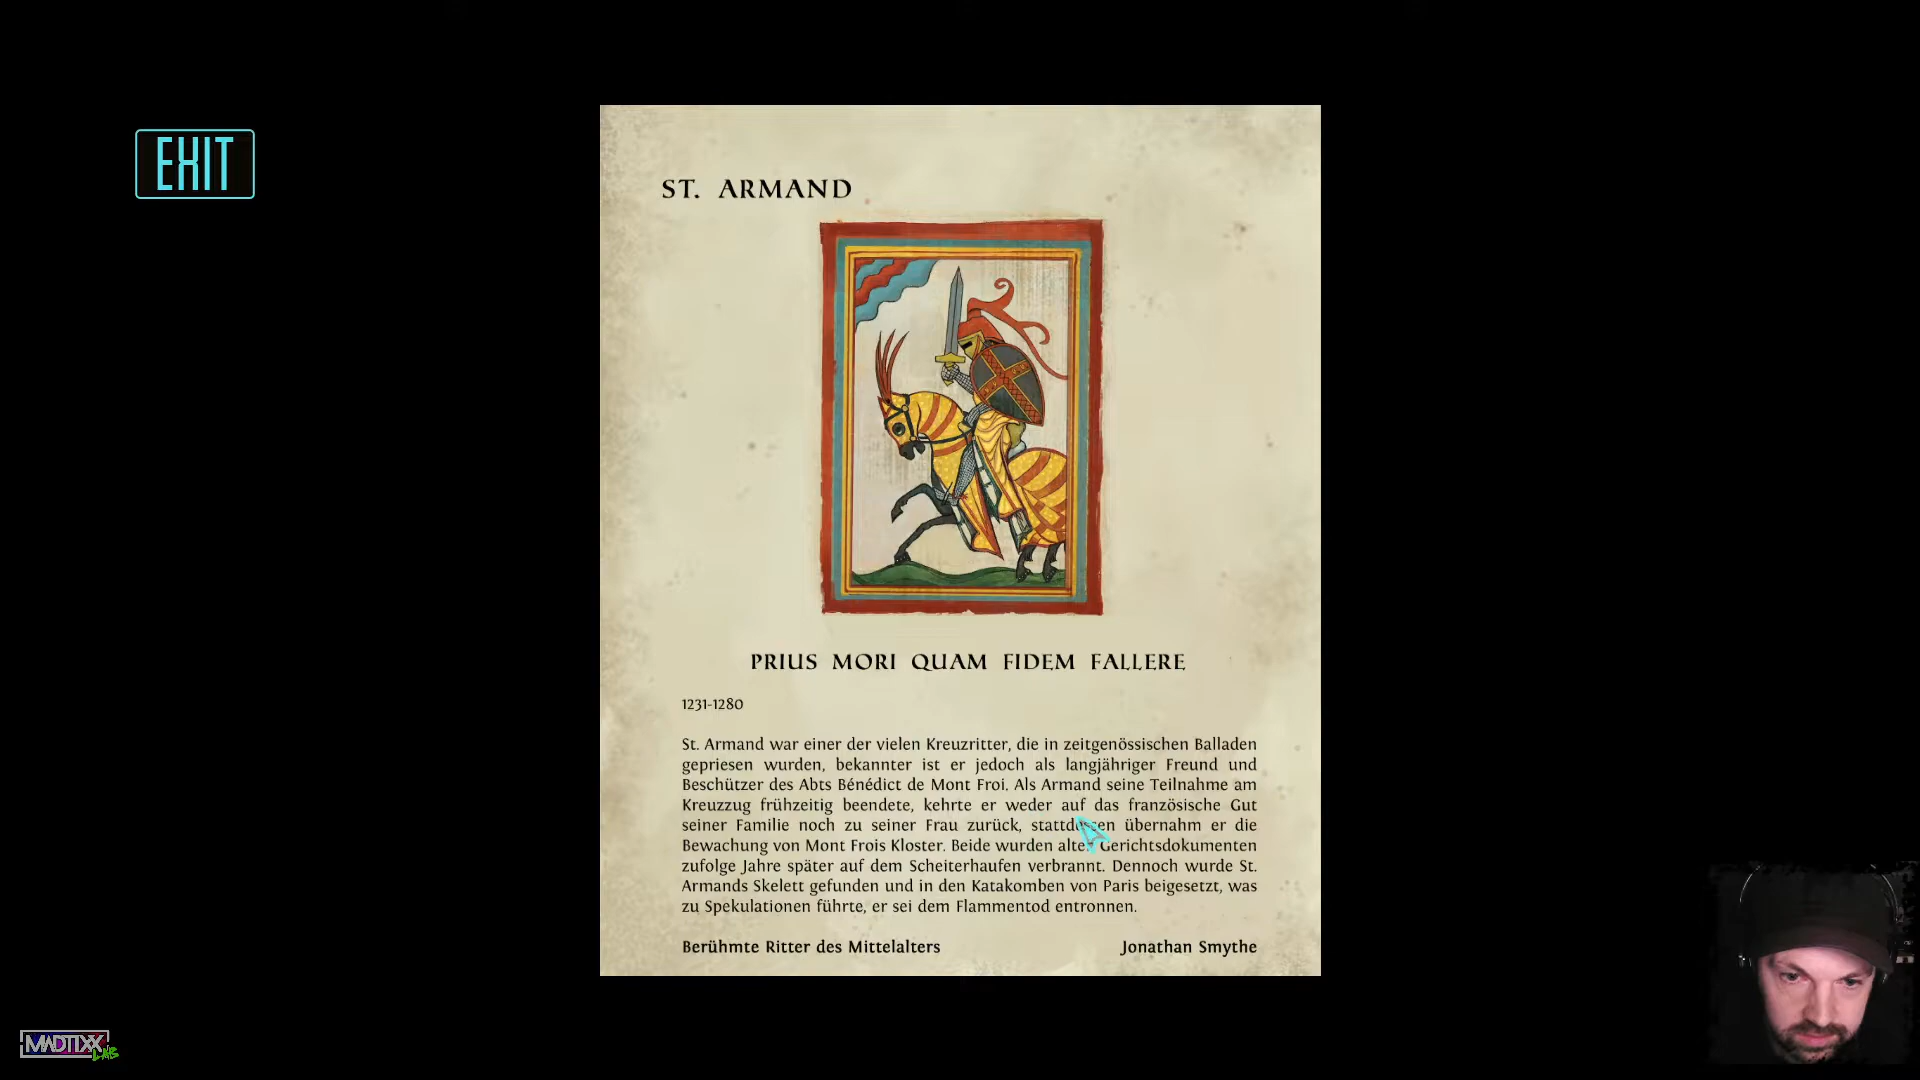 EXIT
ST. ARMAND
PRIUS MORI QUAM FIDEM FALLERE
1231-1280
St. Armand war einer der vielen Kreuzritter, die in zeitgenössischen Balladen
gepriesen wurden, bekannter ist er jedoch als langjähriger Freund und
Beschützer des Abts Bénédict de Mont Froi. Als Armand seine Teilnahme am
Kreuzzug frühzeitig beendete, kehrte er weder auf das französische Gut
seiner Familie noch zu seiner Frau zurück, übernahm er die
Bewachung von Mont Frois Kloster. Beide wurden alten Gerichtsdokumenten
zufolge Jahre später auf dem Scheiterhaufen verbrannt. Dennoch wurde St.
Armands Skelett gefunden und in den Katakomben von Paris beigesetzt, was
zu Spekulationen führte, er sei dem Flammentod entronnen.
Berühmte Ritter des Mittelalters Jonathan Smythe
MADTIXX
LAB